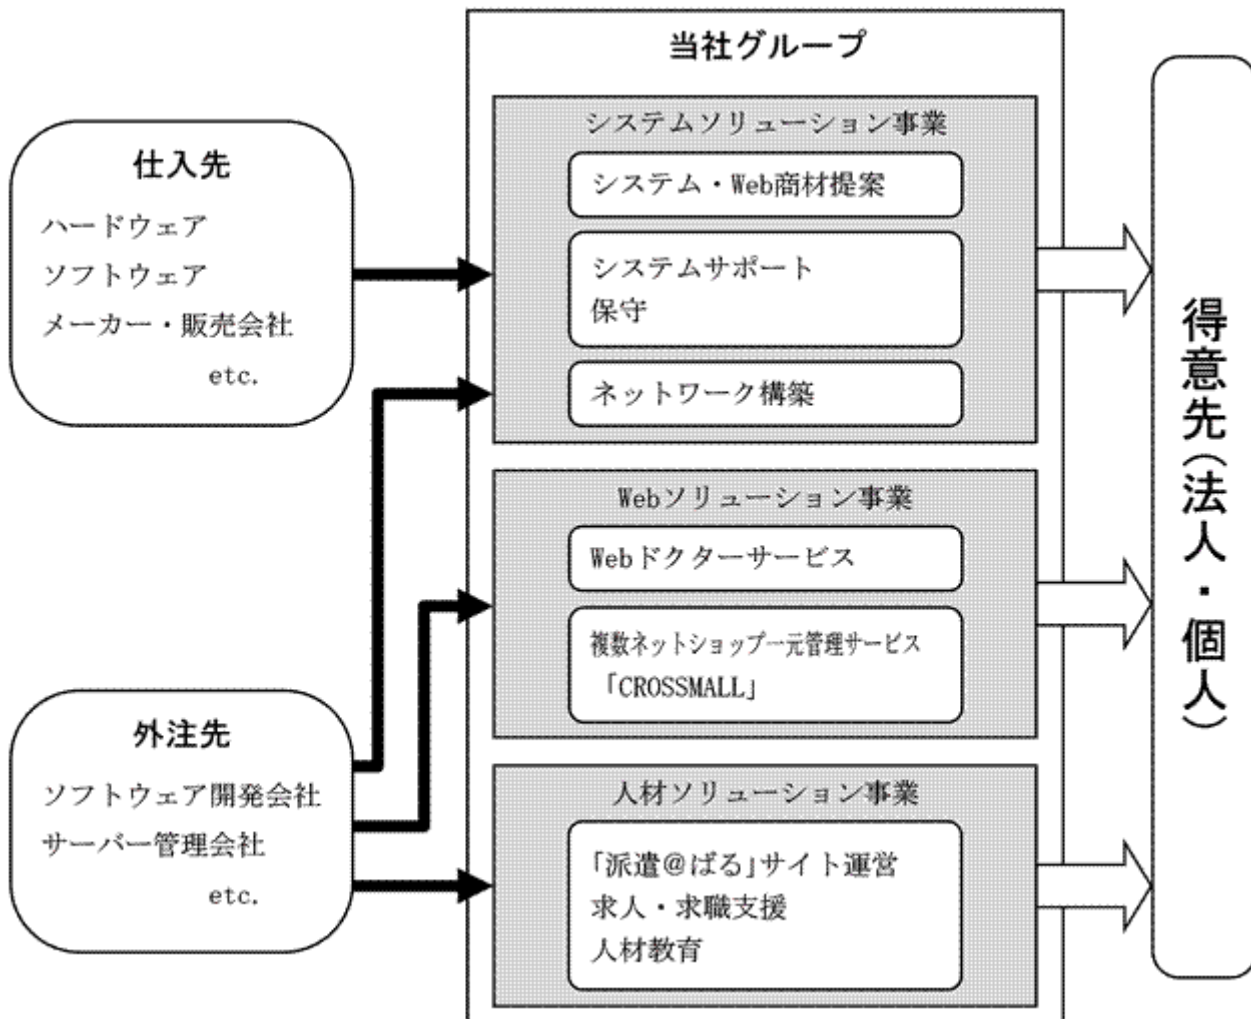 当社グループ
仕入先
ハードウェア
ソフトウェア
メーカー・販売会社
etc.
外注先
ソフトウェア開発会社
サーバー管理会社
etc.
システムソリューション事業
システム・Web商材提案
システムサポート
保守
ネットワーク構築
Webソリューション事業
Webドクターサービス
複数ネットショップ一元管理サービス
「CROSSMALL」
人材ソリューション事業
「派遣@ばる」サイト運営
求人・求職支援
人材教育
得意先(法人・個人)